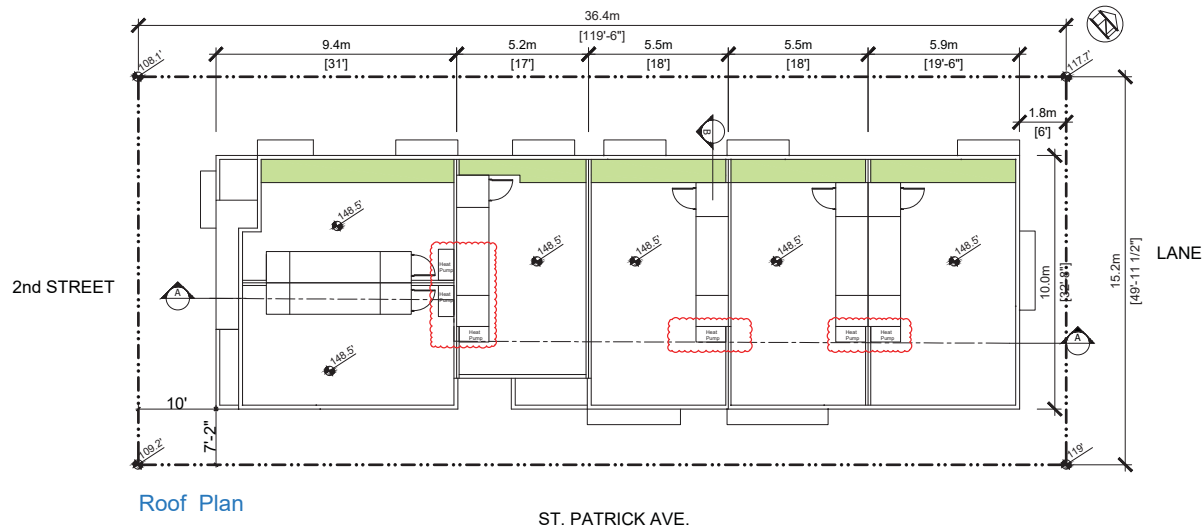 36.4m
[119'-6"]
9.4m
[31']
5.2m
[17']
5.5m
[18']
5.5m
[18']
5.9m
[19'-6"]
108.1'
117.7'
1.8m
[6']
B
148.5'
148.5'
148.5'
148.5'
148.5'
Heat
Pump
Heat
Pump
2nd STREET
A
LANE
10.0m
[32'-8"]
15.2m
[49'-11 1/2"]
Heat
Pump
Heat
Pump
Heat
Pump
Heat
Pump
A
148.5'
10'
7'-2"
109.2'
119'
Roof Plan
ST. PATRICK AVE.